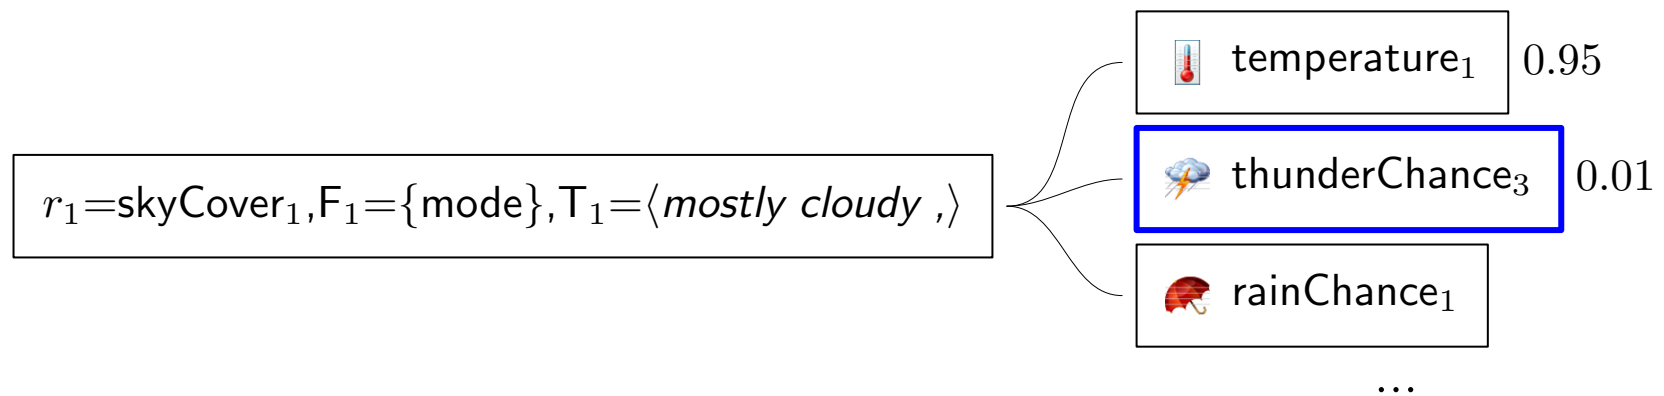 temperature₁ 0.95
r₁=skyCover₁,F₁={mode},T₁=⟨mostly cloudy ,⟩
thunderChance₃ 0.01
rainChance₁
...